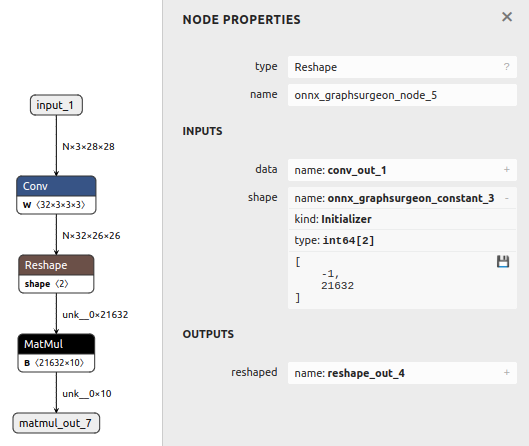 input_1
N×3×28×28
Conv
W ⟨32×3×3×3⟩
N×32×26×26
Reshape
shape ⟨2⟩
unk__0×21632
MatMul
B ⟨21632×10⟩
unk__0×10
matmul_out_7
NODE PROPERTIES ×
type Reshape ?
name onnx_graphsurgeon_node_5
INPUTS
data name: conv_out_1 +
shape name: onnx_graphsurgeon_constant_3 -
kind: Initializer
type: int64[2]
[
-1,
21632
]
OUTPUTS
reshaped name: reshape_out_4 +